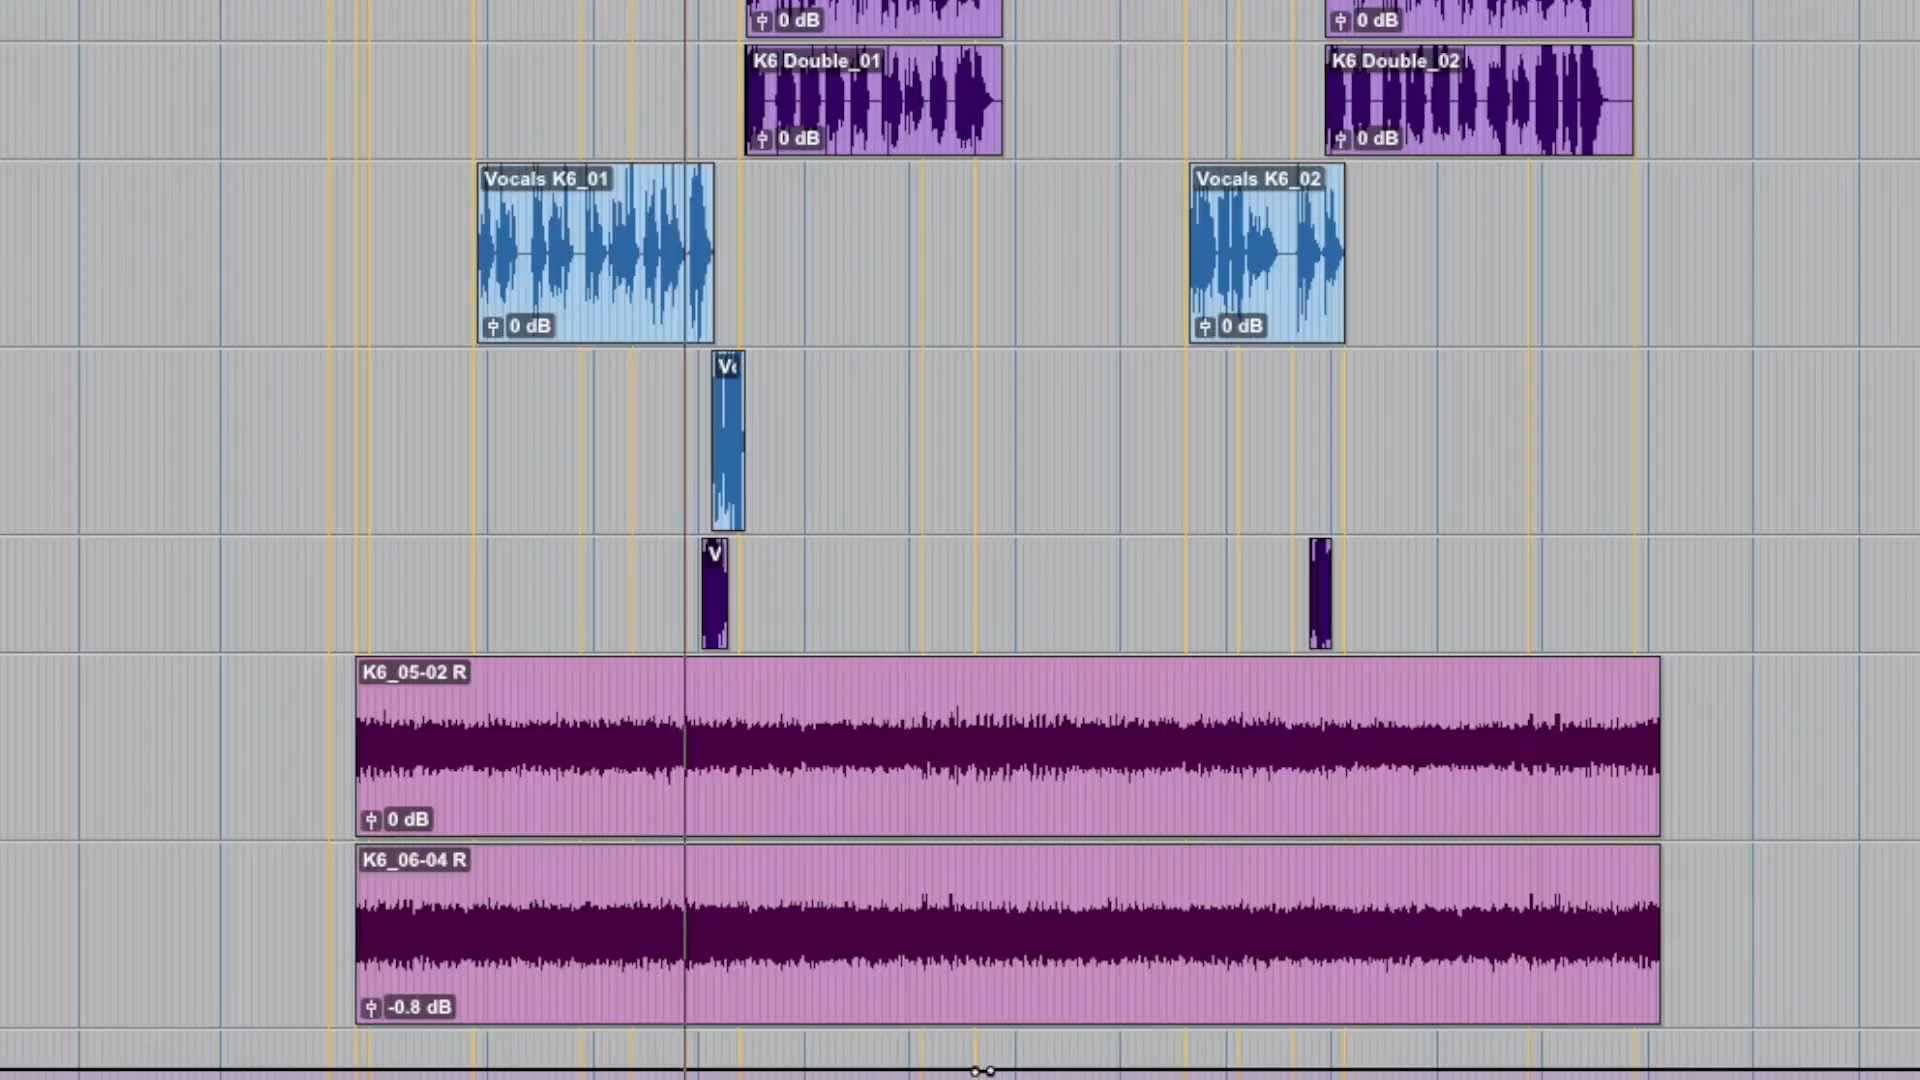 0 dB
0 dB
K6 Double_01
K6 Double_02
0 dB
0 dB
Vocals K6_01
Vocals K6_02
0 dB
0 dB
V
K6_05-02 R
0 dB
K6_06-04 R
-0.8 dB